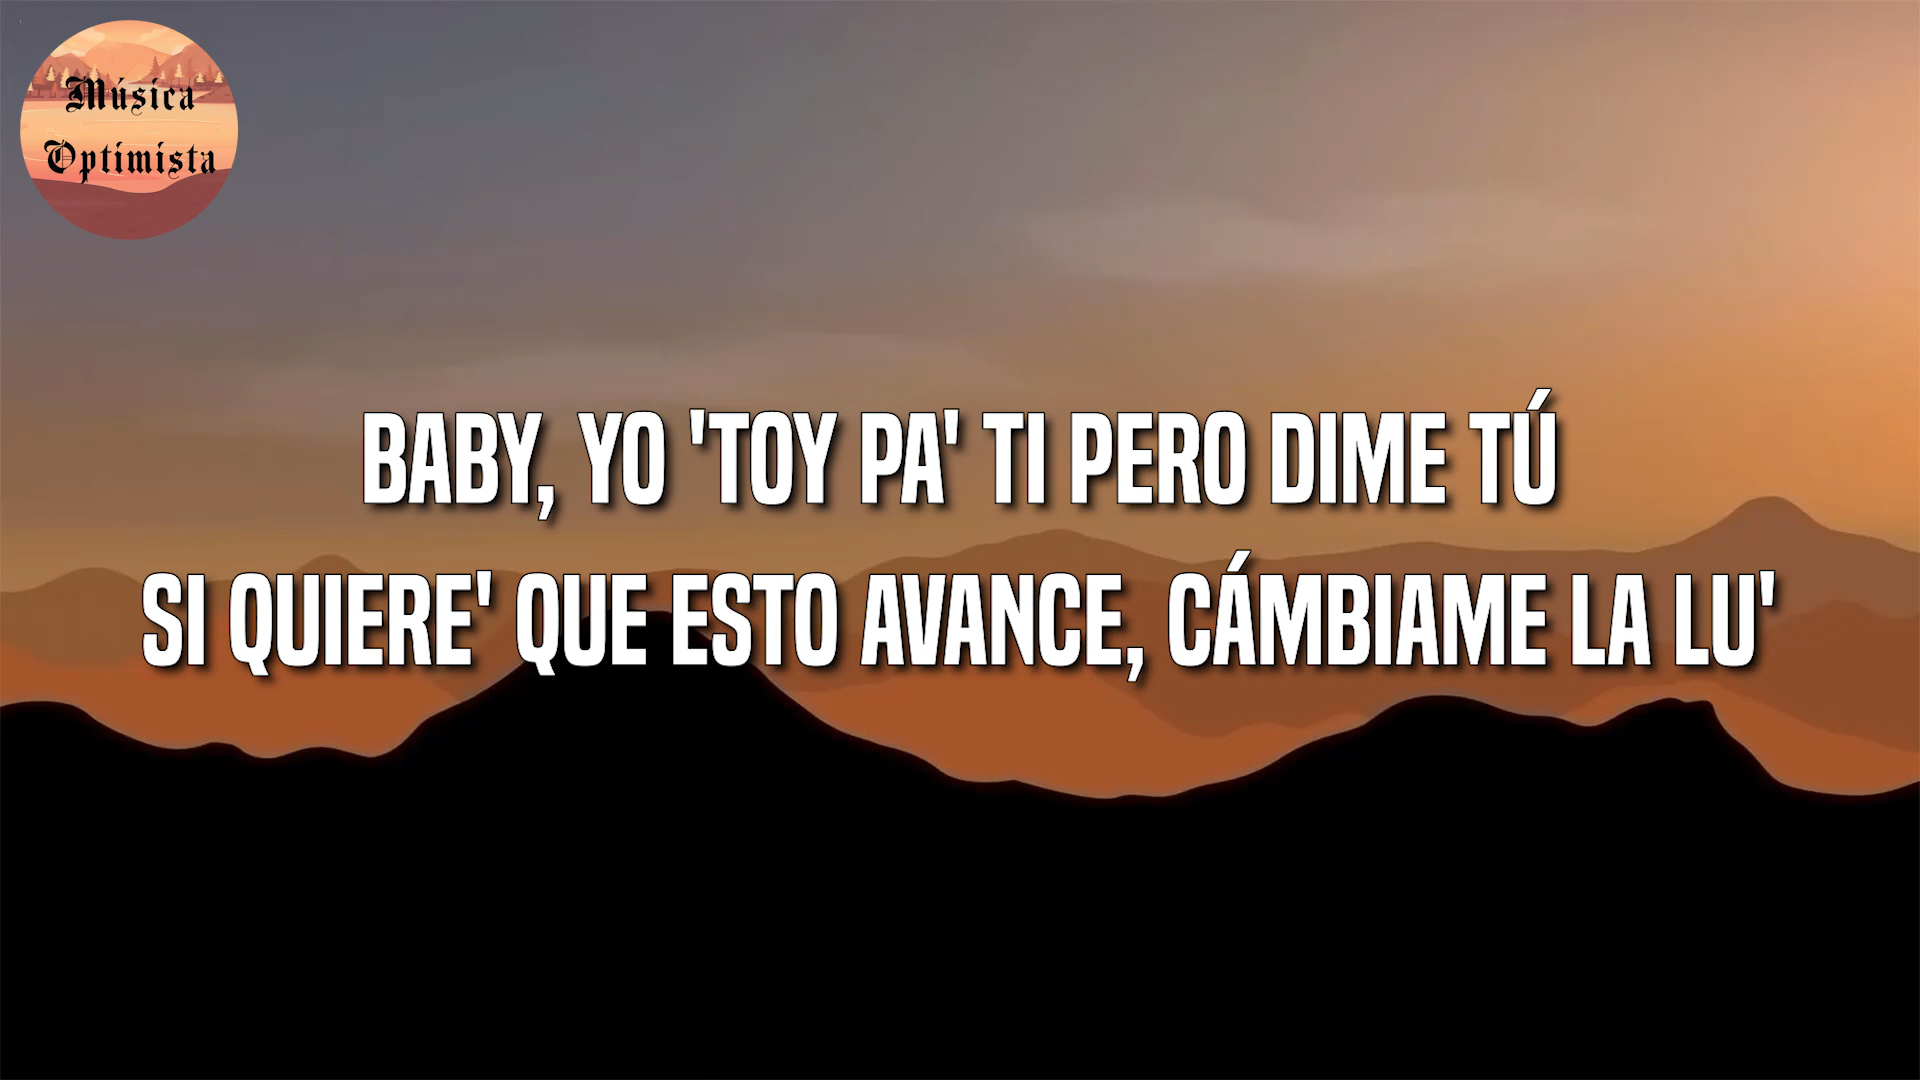 Música
Optimista
BABY, YO 'TOY PA' TI PERO DIME TÚ
SI QUIERE' QUE ESTO AVANCE, CÁMBIAME LA LU'